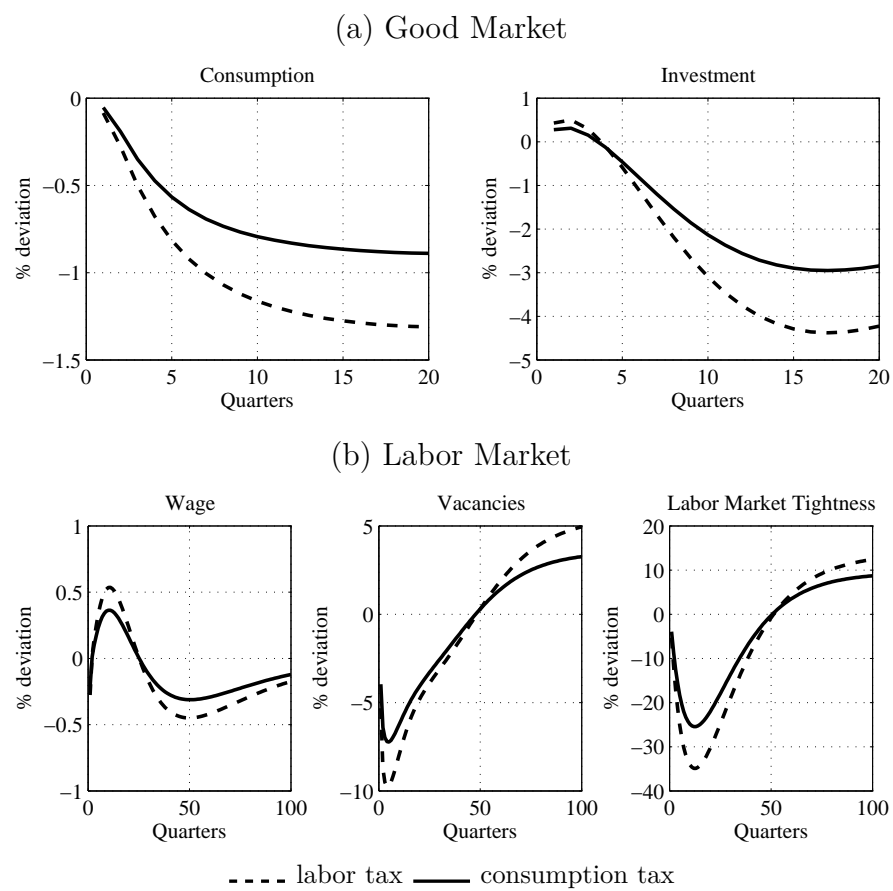 (a) Good Market
Consumption
Investment
0
−0.5
−1
−1.5
% deviation
0 5 10 15 20
Quarters
1
0
−1
−2
−3
−4
−5
% deviation
0 5 10 15 20
Quarters
(b) Labor Market
Wage
Vacancies
Labor Market Tightness
1
0.5
0
−0.5
−1
% deviation
0 50 100
Quarters
5
0
−5
−10
% deviation
0 50 100
Quarters
20
10
0
−10
−20
−30
−40
% deviation
0 50 100
Quarters
labor tax consumption tax